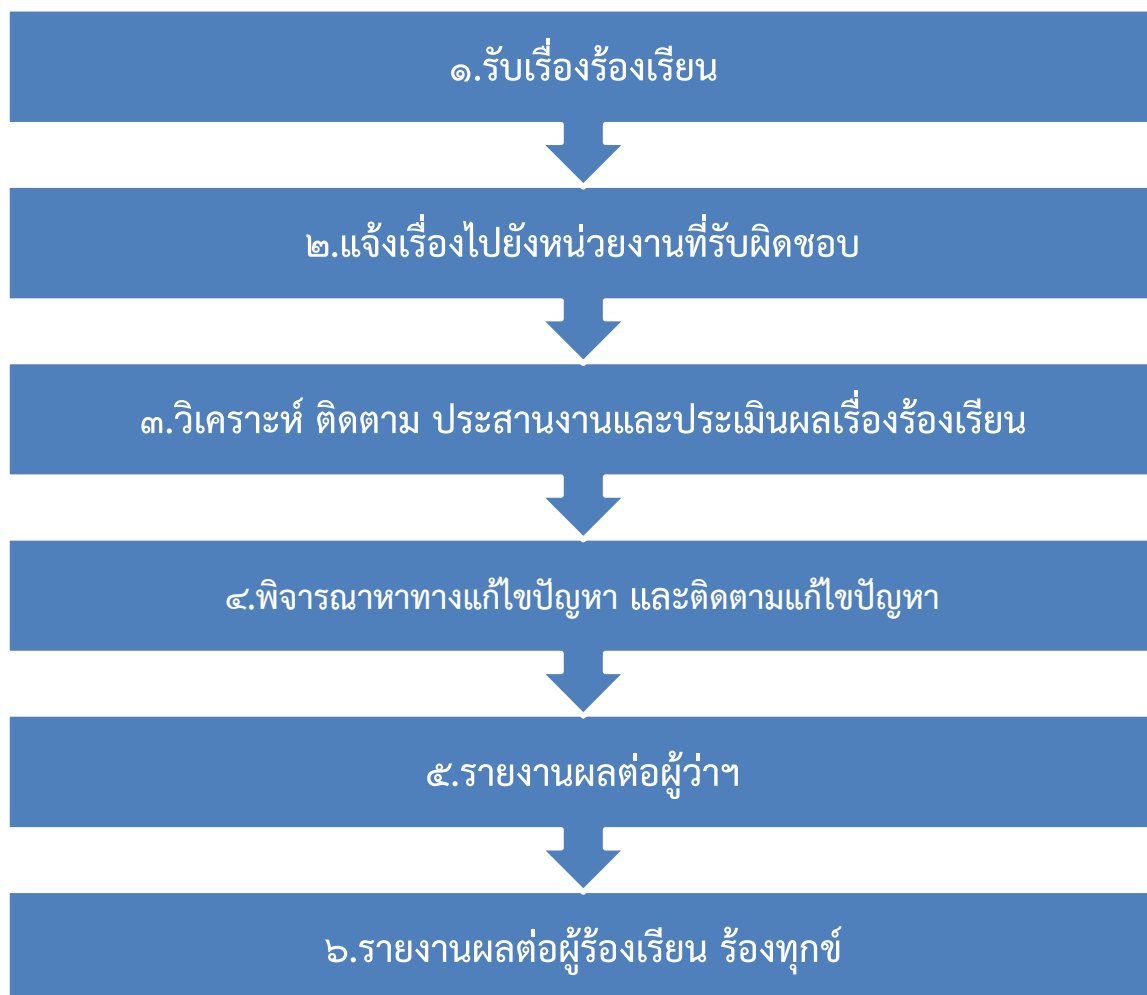 ๑.รับเรื่องร้องเรียน
๒.แจ้งเรื่องไปยังหน่วยงานที่รับผิดชอบ
๓.วิเคราะห์ ติดตาม ประสานงานและประเมินผลเรื่องร้องเรียน
๔.พิจารณาหาทางแก้ไขปัญหา และติดตามแก้ไขปัญหา
๕.รายงานผลต่อผู้ว่าฯ
๖.รายงานผลต่อผู้ร้องเรียน ร้องทุกข์